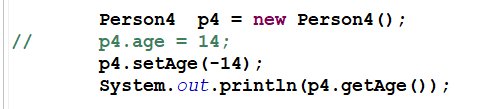 Person4  p4 = new Person4();
//      p4.age = 14;
p4.setAge(-14);
System.out.println(p4.getAge());